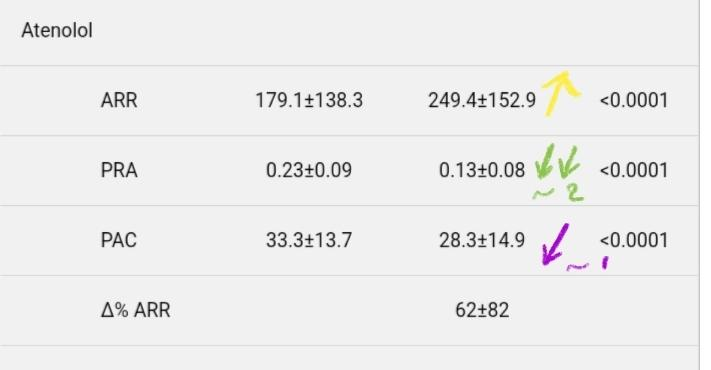 Atenolol
ARR 179.1±138.3 249.4±152.9 <0.0001
PRA 0.23±0.09 0.13±0.08 <0.0001
~ 2
PAC 33.3±13.7 28.3±14.9 <0.0001
~ 1
Δ% ARR 62±82